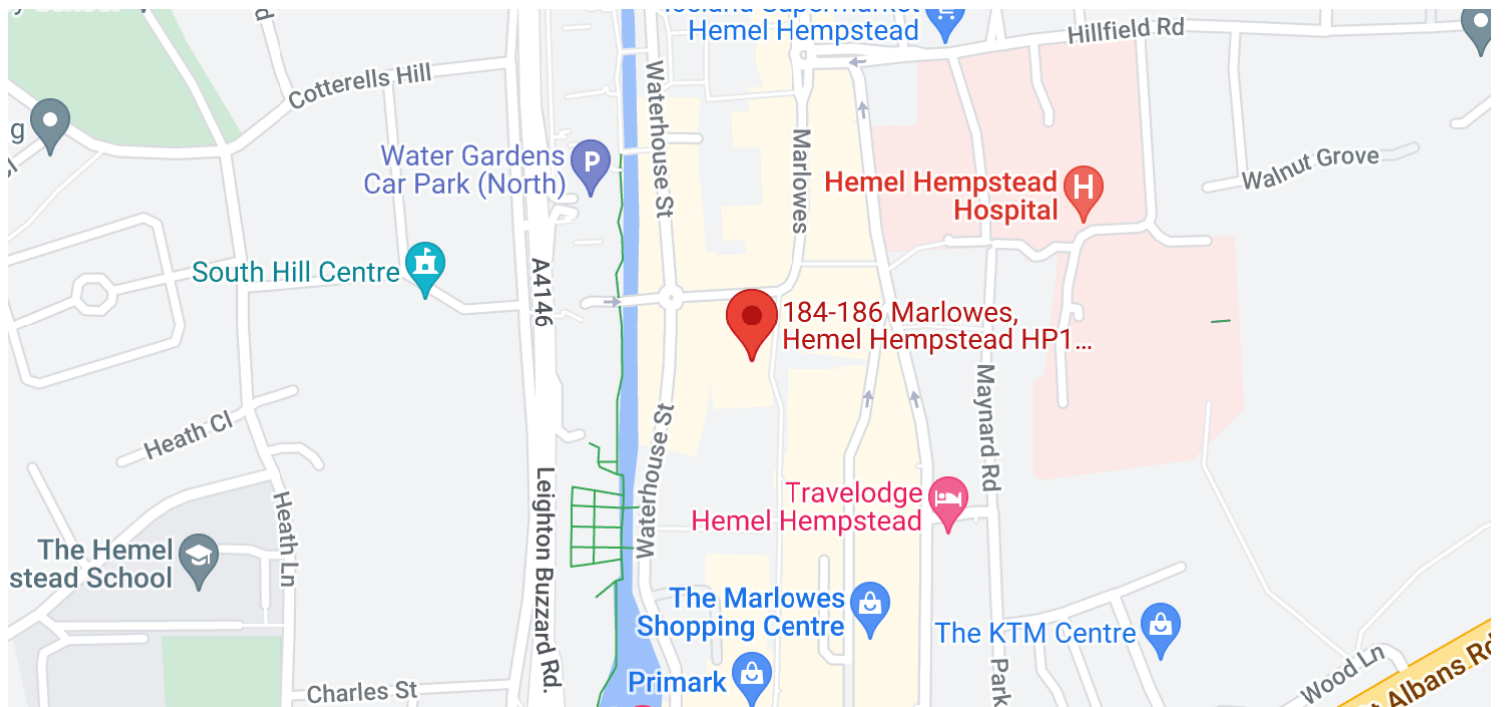 Hemel Hempstead
Hillfield Rd
Cotterells Hill
Waterhouse St
Marlowes
Water Gardens
Car Park (North)
Walnut Grove
Hemel Hempstead
Hospital
South Hill Centre
A4146
184-186 Marlowes,
Hemel Hempstead HP1...
Maynard Rd
Heath Cl
Waterhouse St
Leighton Buzzard Rd.
Travelodge
Hemel Hempstead
Heath Ln
The Hemel
stead School
The Marlowes
Shopping Centre
The KTM Centre
Primark
Park
Wood Ln
Albans Rd
Charles St
P
H
g